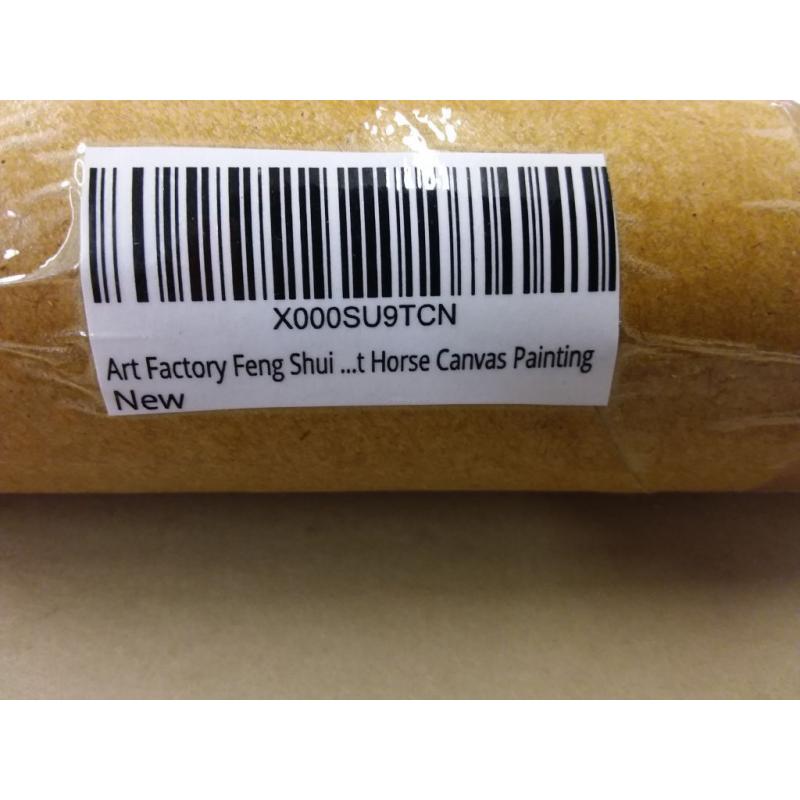 X000SU9TCN
Art Factory Feng Shui ...t Horse Canvas Painting
New